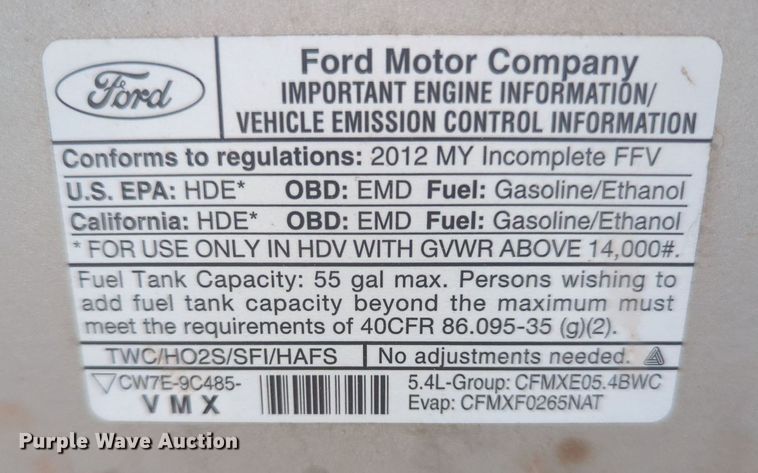 Ford
Ford Motor Company
IMPORTANT ENGINE INFORMATION/
VEHICLE EMISSION CONTROL INFORMATION
Conforms to regulations: 2012 MY Incomplete FFV
U.S. EPA: HDE* OBD: EMD Fuel: Gasoline/Ethanol
California: HDE* OBD: EMD Fuel: Gasoline/Ethanol
* FOR USE ONLY IN HDV WITH GVWR ABOVE 14,000#.
Fuel Tank Capacity: 55 gal max. Persons wishing to
add fuel tank capacity beyond the maximum must
meet the requirements of 40CFR 86.095-35 (g)(2).
TWC/HO2S/SFI/HAFS No adjustments needed.
CW7E-9C485- 5.4L-Group: CFMXE05.4BWC
VMX Evap: CFMXF0265NAT
Purple Wave Auction